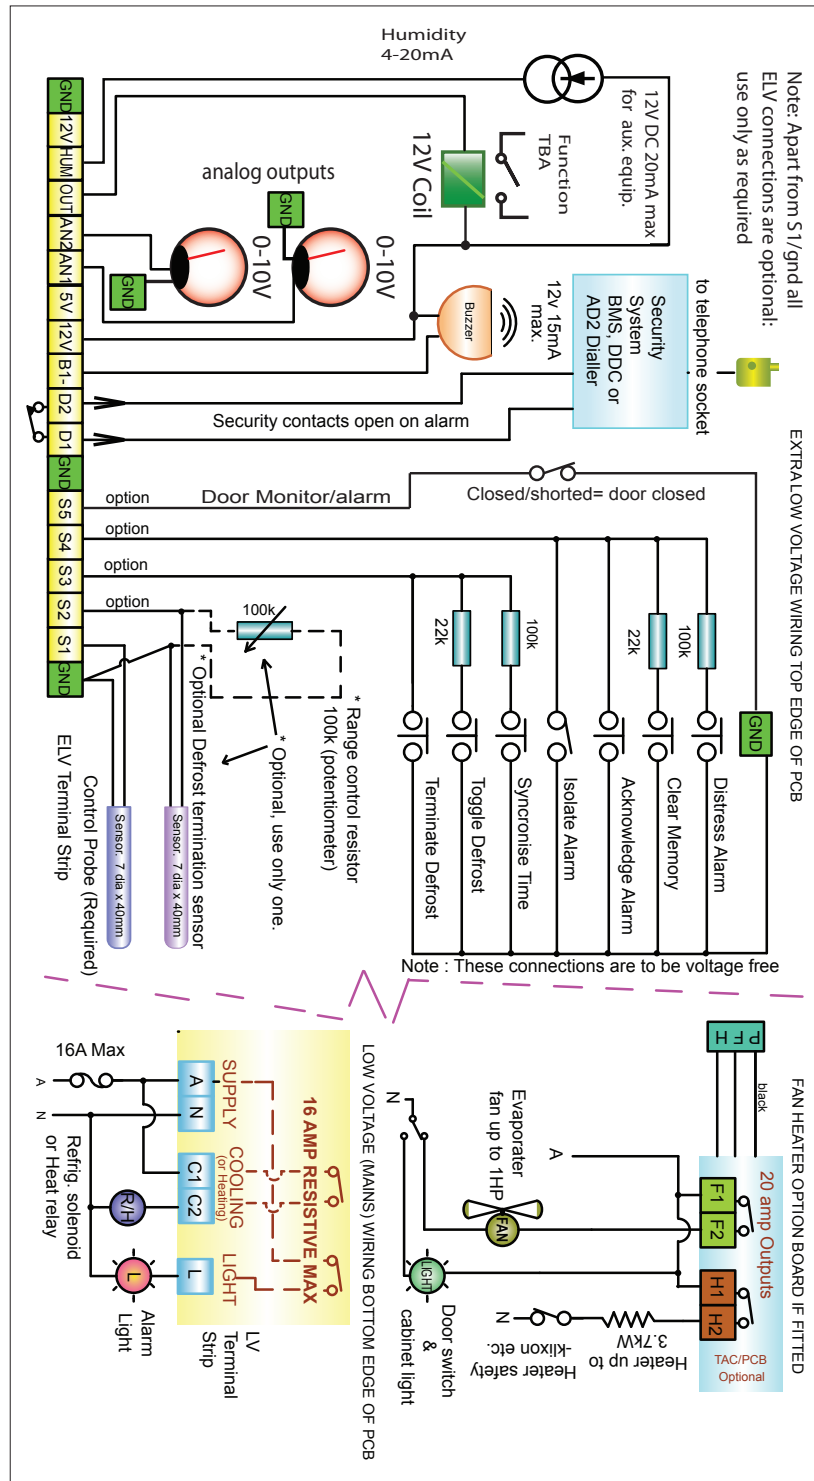 Humidity
4-20mA
Note: Apart from S1/gnd all
ELV connections are optional:
use only as required
12V DC 20mA max
for aux. equip.
Function
TBA
12V Coil
analog outputs
GND
0-10V
GND
0-10V
GND
12V
HUM
OUT
AN2
AN1
5V
12V
B1-
D2
D1
GND
S5
S4
S3
S2
S1
GND
Buzzer
12v 15mA
max.
Security
System
BMS, DDC or
AD2 Dialler
to telephone socket
Security contacts open on alarm
EXTRA LOW VOLTAGE WIRING TOP EDGE OF PCB
option
Door Monitor/alarm
Closed/shorted= door closed
option
option
option
100k
22k
100k
22k
100k
GND
* Range control resistor
100k (potentiometer)
* Optional, use only one.
* Optional Defrost termination sensor
Sensor, 7 dia x 40mm
Sensor, 7 dia x 40mm
Control Probe (Required)
ELV Terminal Strip
Terminate Defrost
Toggle Defrost
Syncronise Time
Isolate Alarm
Acknowledge Alarm
Clear Memory
Distress Alarm
Note : These connections are to be voltage free
FAN HEATER OPTION BOARD IF FITTED
P F H
black
20 amp Outputs
F1
F2
H1
H2
TAC/PCB
Optional
A
N
Evaporater
fan up to 1HP
FAN
LIGHT
Door switch
&
cabinet light
N
Heater up to
3.7kW
Heater safety
-klixon etc.
LOW VOLTAGE (MAINS) WIRING BOTTOM EDGE OF PCB
16A Max
A
N
SUPPLY
A
N
COOLING
(or Heating)
C1
C2
LIGHT
L
16 AMP RESISTIVE MAX
R/H
L
Refrig. solenoid
or Heat relay
Alarm
Light
LV
Terminal
Strip